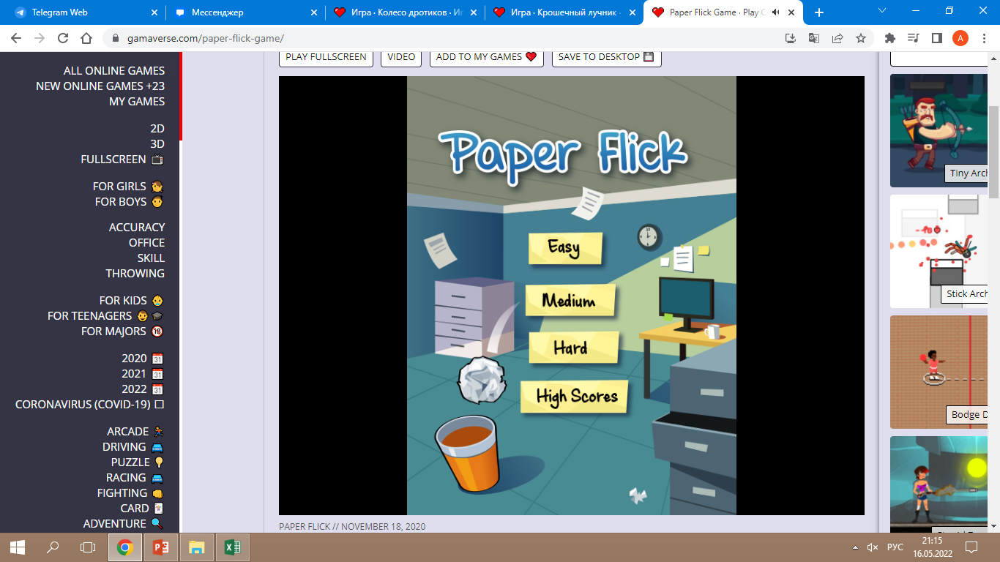 Telegram Web
Мессенджер
Игра · Колесо дротиков · Иг
Игра · Крошечный лучник ·
Paper Flick Game · Play O
gamaverse.com/paper-flick-game/
A
PLAY FULLSCREEN
VIDEO
ADD TO MY GAMES
SAVE TO DESKTOP
ALL ONLINE GAMES
NEW ONLINE GAMES +23
MY GAMES
2D
3D
FULLSCREEN
FOR GIRLS
FOR BOYS
ACCURACY
OFFICE
SKILL
THROWING
FOR KIDS
FOR TEENAGERS
FOR MAJORS
2020
2021
2022
CORONAVIRUS (COVID-19)
ARCADE
DRIVING
PUZZLE
RACING
FIGHTING
CARD
ADVENTURE
Paper Flick
Easy
Medium
Hard
High Scores
PAPER FLICK // NOVEMBER 18, 2020
Tiny Arch
Stick Arch
Bodge D
РУС
21:15
16.05.2022